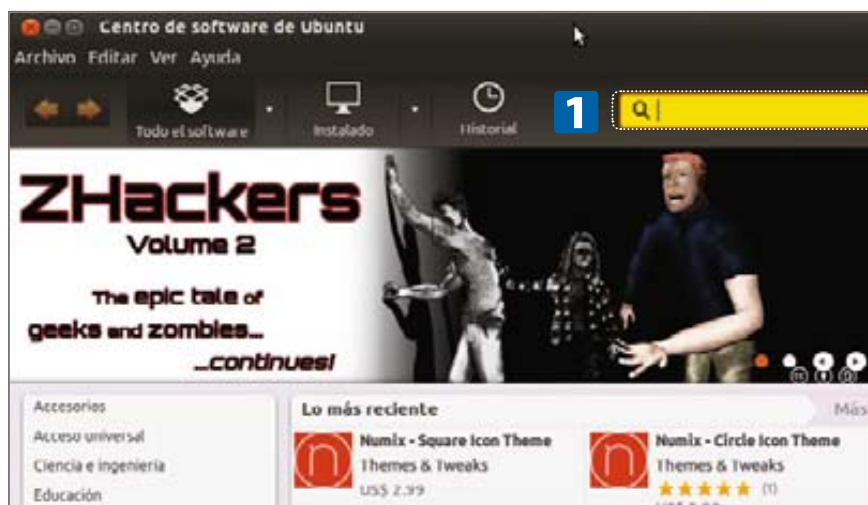 Centro de software de Ubuntu
Archivo Editar Ver Ayuda
Todo el software
Instalado
Historial
1
ZHackers
Volume 2
The epic tale of
geeks and zombies...
...continues!
Accesorios
Acceso universal
Ciencia e ingeniería
Educación
Lo más reciente
Más
Numix - Square Icon Theme
Themes & Tweaks
US$ 2.99
Numix - Circle Icon Theme
Themes & Tweaks
(1)